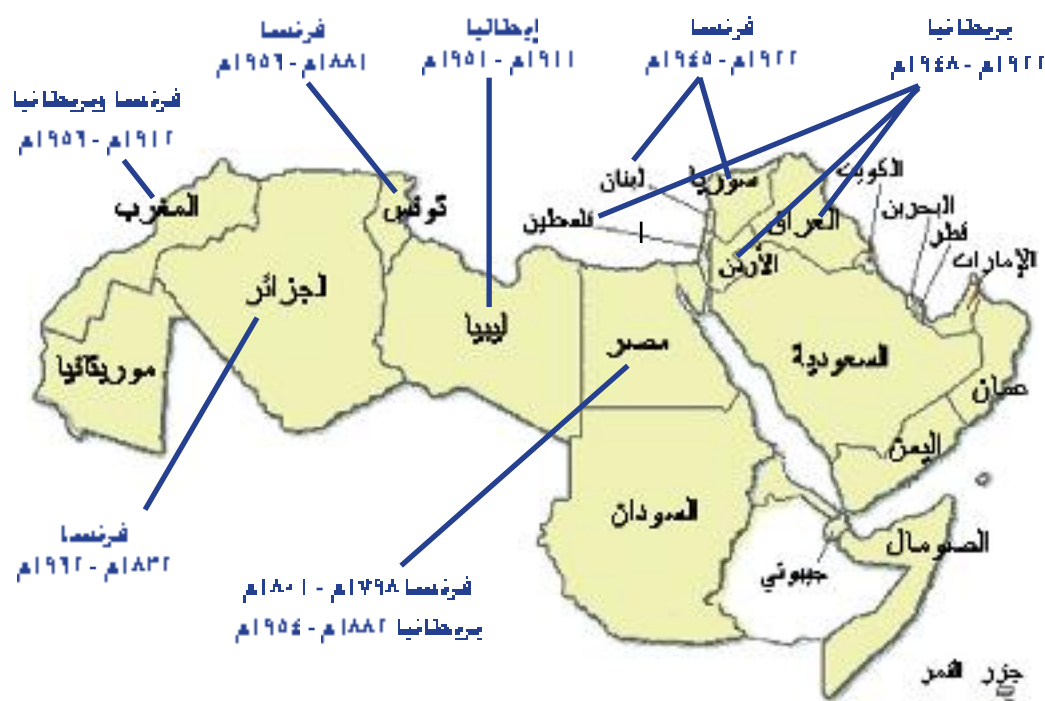 بريطانيا
١٩٢٢م-١٩٤٨م
فرنسا
١٩٢٢م-١٩٤٥م
إيطاليا
١٩١١م - ١٩٥١م
فرنسا
١٨٨١م-١٩٥٦م
فرنسا وبريطانيا
١٩١٢م - ١٩٥٦م
الكويت
سوريا
لبنان
البحرين
المغرب
تونس
فلسطين
العراق
قطر
الإمارات
الأردن
الجزائر
ليبيا
مصر
السعودية
موريتانيا
عمان
اليمن
السودان
الصومال
جيبوتي
فرنسا
١٨٣٢م - ١٩٦٢م
فرنسا ١٧٩٨م - ١٨٠١م
بريطانيا ١٨٨٢م-١٩٥٤م
جزر القمر